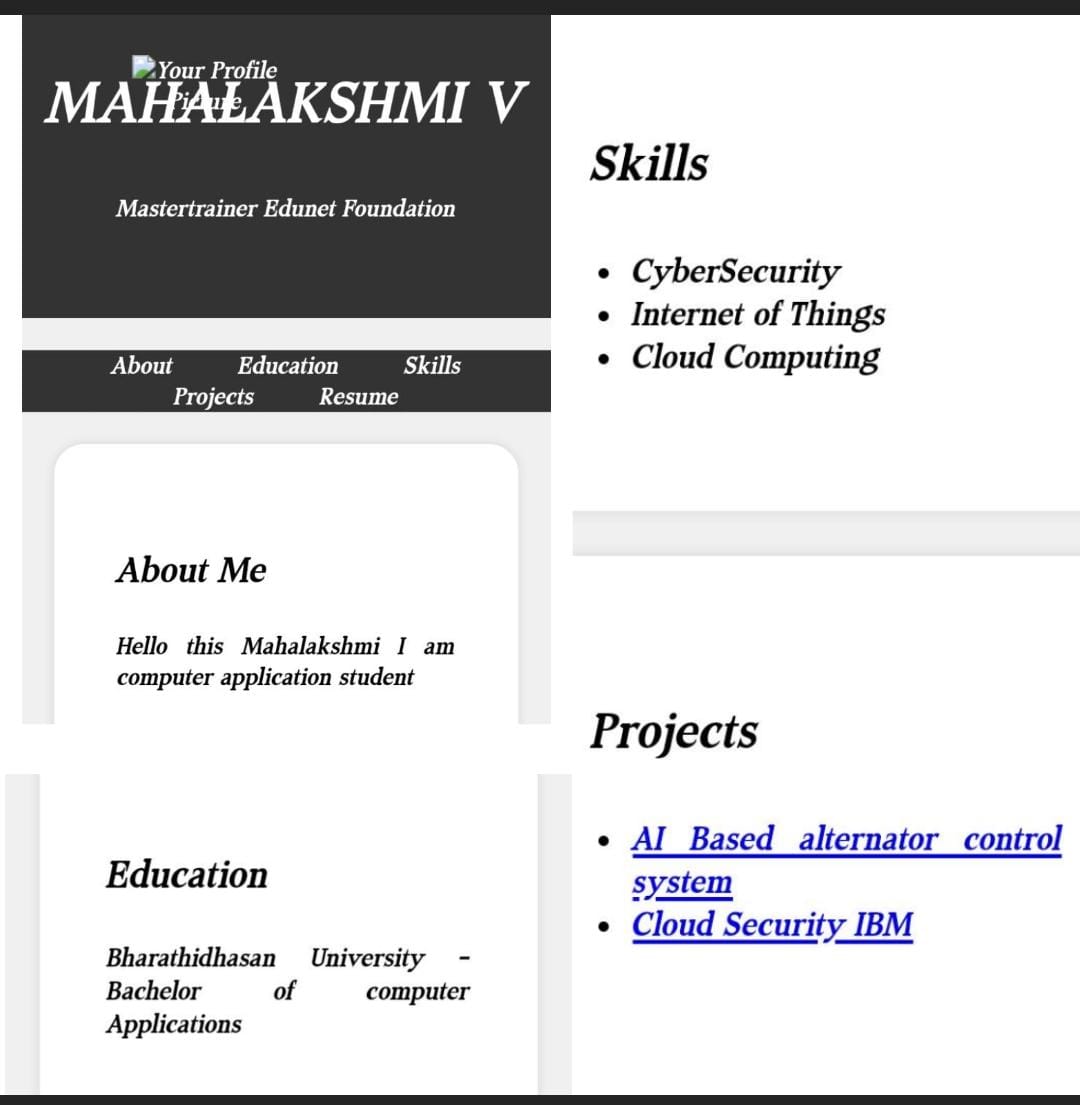 Your Profile
Picture
MAHALAKSHMI V
Mastertrainer Edunet Foundation
About Education Skills
Projects Resume
About Me
Hello this Mahalakshmi I am
computer application student
Education
Bharathidhasan University -
Bachelor of computer
Applications
Skills
• CyberSecurity
• Internet of Things
• Cloud Computing
Projects
• AI Based alternator control
system
• Cloud Security IBM